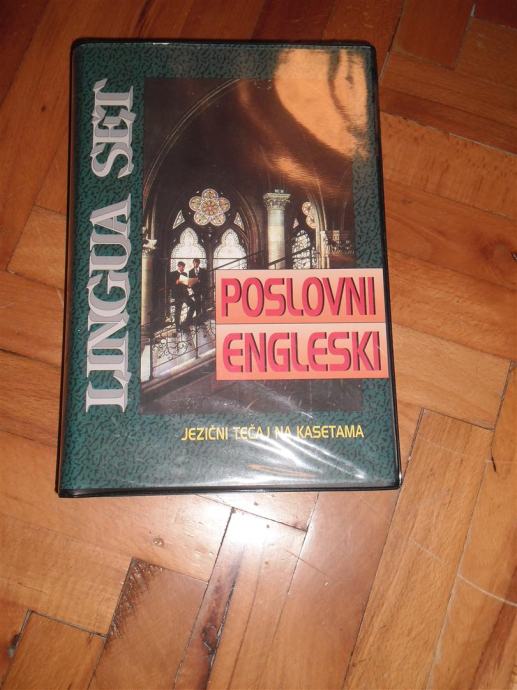 LINGUA SET
POSLOVNI
ENGLESKI
JEZIČNI TEČAJ NA KASETAMA